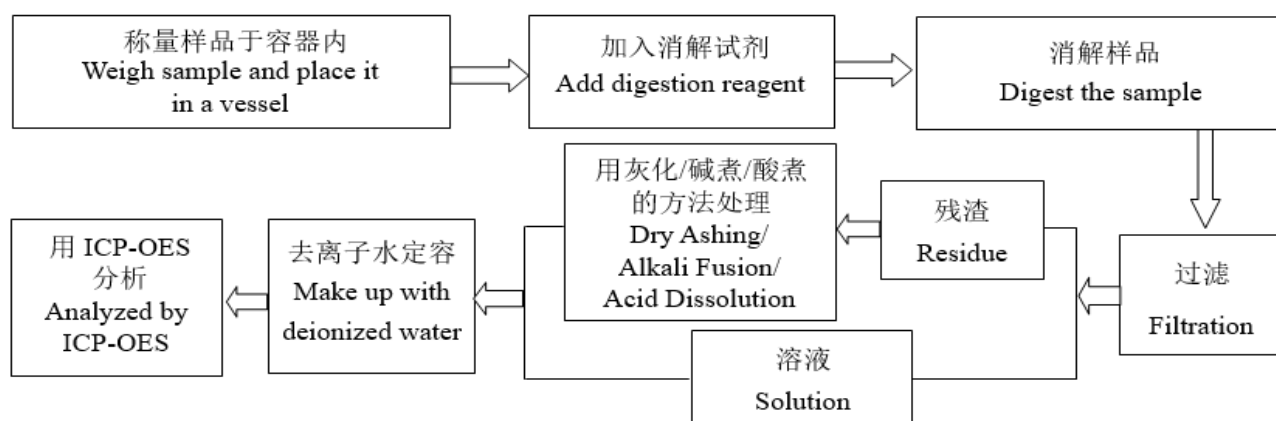 称量样品于容器内
Weigh sample and place it
in a vessel
加入消解试剂
Add digestion reagent
消解样品
Digest the sample
过滤
Filtration
残渣
Residue
用灰化/碱煮/酸煮
的方法处理
Dry Ashing/
Alkali Fusion/
Acid Dissolution
溶液
Solution
去离子水定容
Make up with
deionized water
用 ICP-OES
分析
Analyzed by
ICP-OES